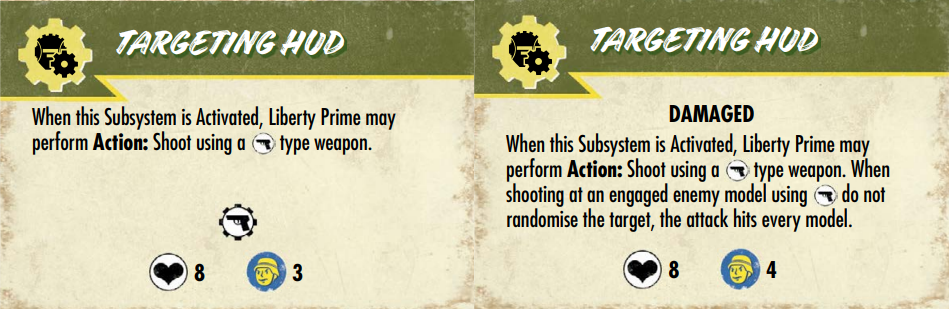 TARGETING HUD
When this Subsystem is Activated, Liberty Prime may
perform Action: Shoot using a type weapon.
8 3
TARGETING HUD
DAMAGED
When this Subsystem is Activated, Liberty Prime may
perform Action: Shoot using a type weapon. When
shooting at an engaged enemy model using do not
randomise the target, the attack hits every model.
8 4